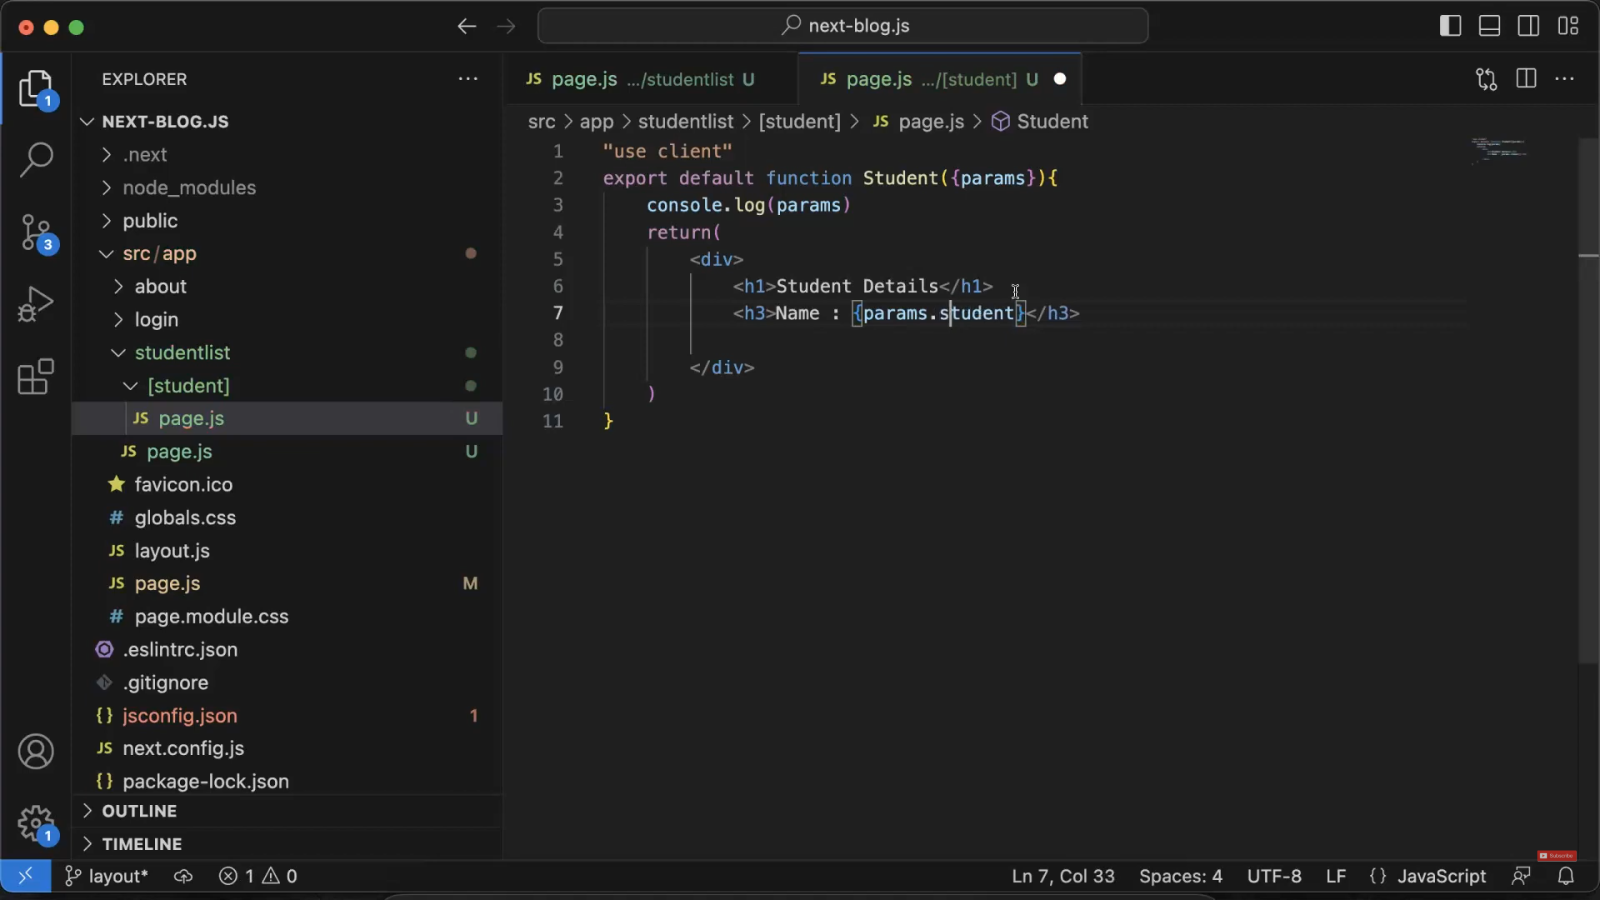 next-blog.js
EXPLORER
NEXT-BLOG.JS
.next
node_modules
public
src/app
about
login
studentlist
[student]
JS page.js U
JS page.js U
favicon.ico
# globals.css
JS layout.js
JS page.js M
# page.module.css
.eslintrc.json
.gitignore
{} jsconfig.json 1
JS next.config.js
{} package-lock.json
OUTLINE
TIMELINE
1
3
1
JS page.js .../studentlist U
JS page.js .../[student] U
src > app > studentlist > [student] > JS page.js > Student
1 "use client"
2 export default function Student({params}){
3 console.log(params)
4 return(
5 <div>
6 <h1>Student Details</h1>
7 <h3>Name : {params.student}</h3>
8
9 </div>
10 )
11 }
Subscribe
layout* 1 0 Ln 7, Col 33 Spaces: 4 UTF-8 LF {} JavaScript